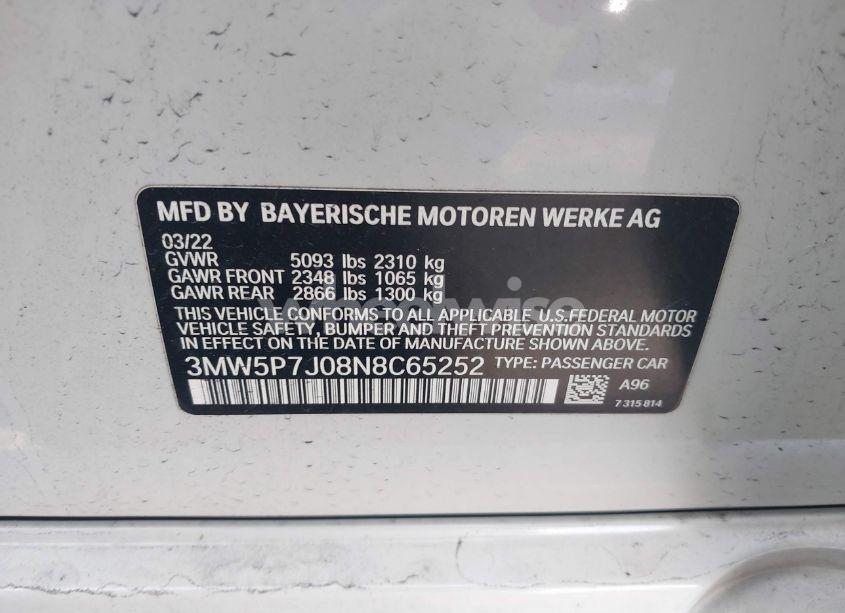 MFD BY BAYERISCHE MOTOREN WERKE AG
03/22
GVWR 5093 lbs 2310 kg
GAWR FRONT 2348 lbs 1065 kg
GAWR REAR 2866 lbs 1300 kg
THIS VEHICLE CONFORMS TO ALL APPLICABLE U.S.FEDERAL MOTOR
VEHICLE SAFETY, BUMPER AND THEFT PREVENTION STANDARDS
IN EFFECT ON THE DATE OF MANUFACTURE SHOWN ABOVE.
3MW5P7J08N8C65252 TYPE: PASSENGER CAR
A96
7 315 814